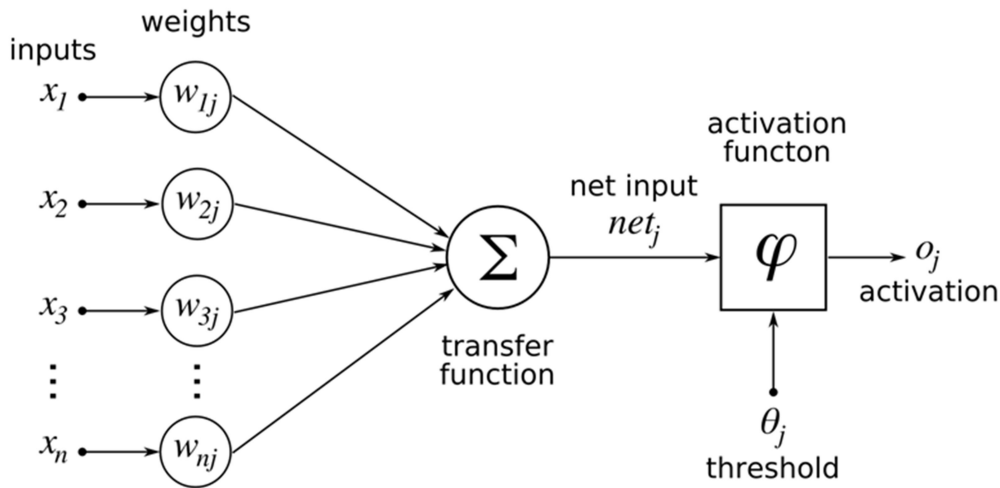 weights
inputs
x1
w1j
x2
w2j
x3
w3j
⋮
⋮
xn
wnj
Σ
transfer
function
net input
netj
activation
functon
φ
oj
activation
θj
threshold